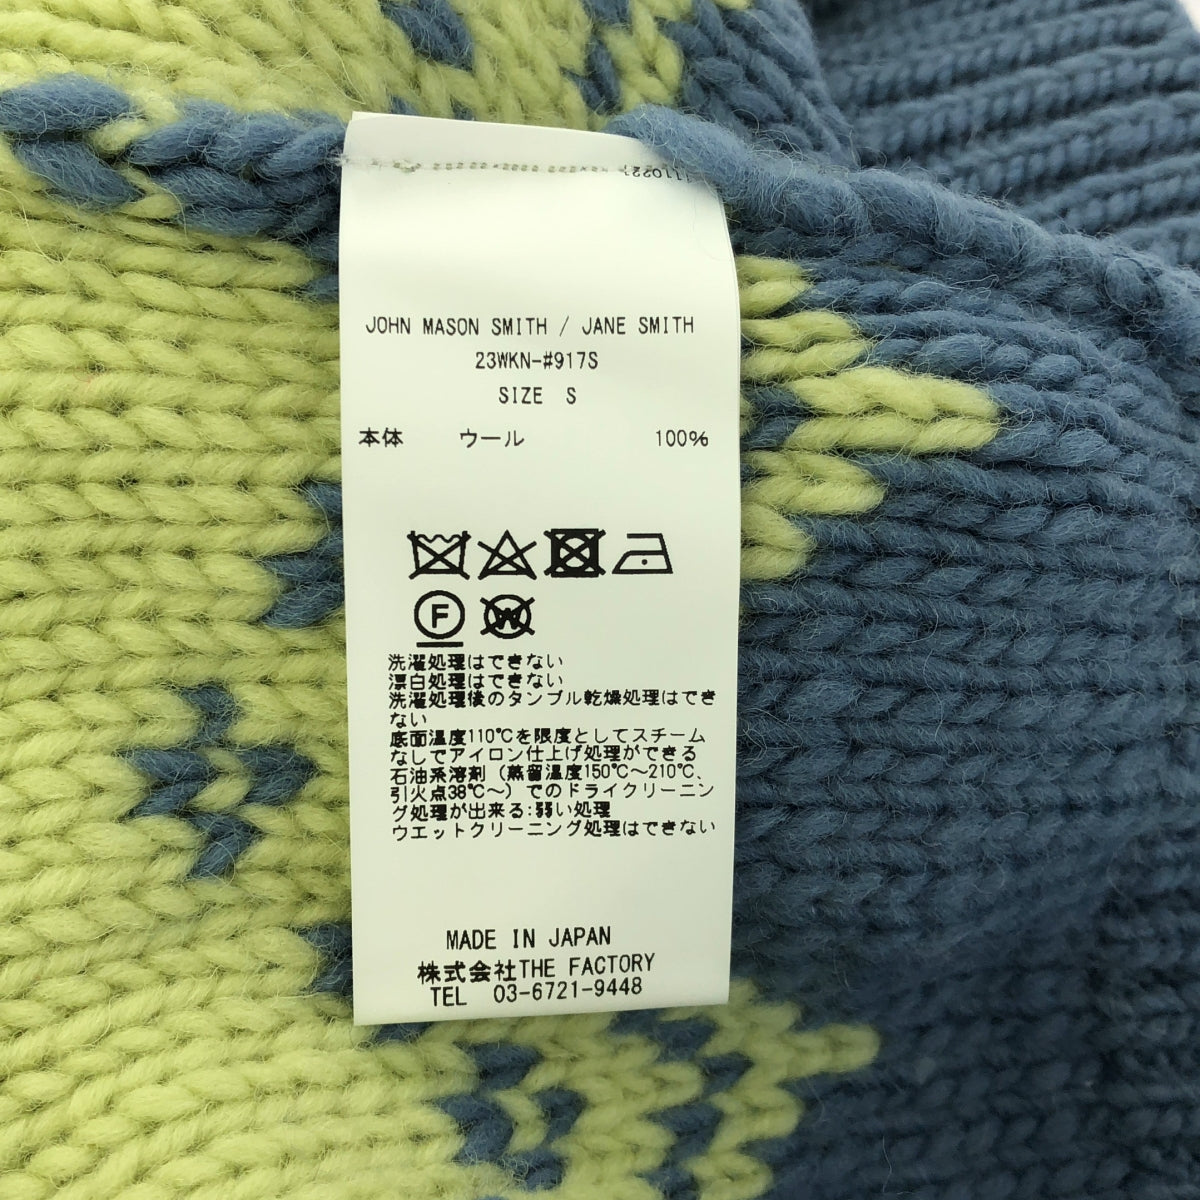 11022
JOHN MASON SMITH / JANE SMITH
23WKN-#917S
SIZE S
本体 ウール 100%
F
W
洗濯処理はできない
漂白処理はできない
洗濯処理後のタンブル乾燥処理はでき
ない
底面温度110℃を限度としてスチーム
なしでアイロン仕上げ処理ができる
石油系溶剤（蒸留温度150℃～210℃、
引火点38℃～）でのドライクリーニン
グ処理が出来る:弱い処理
ウエットクリーニング処理はできない
MADE IN JAPAN
株式会社THE FACTORY
TEL 03-6721-9448